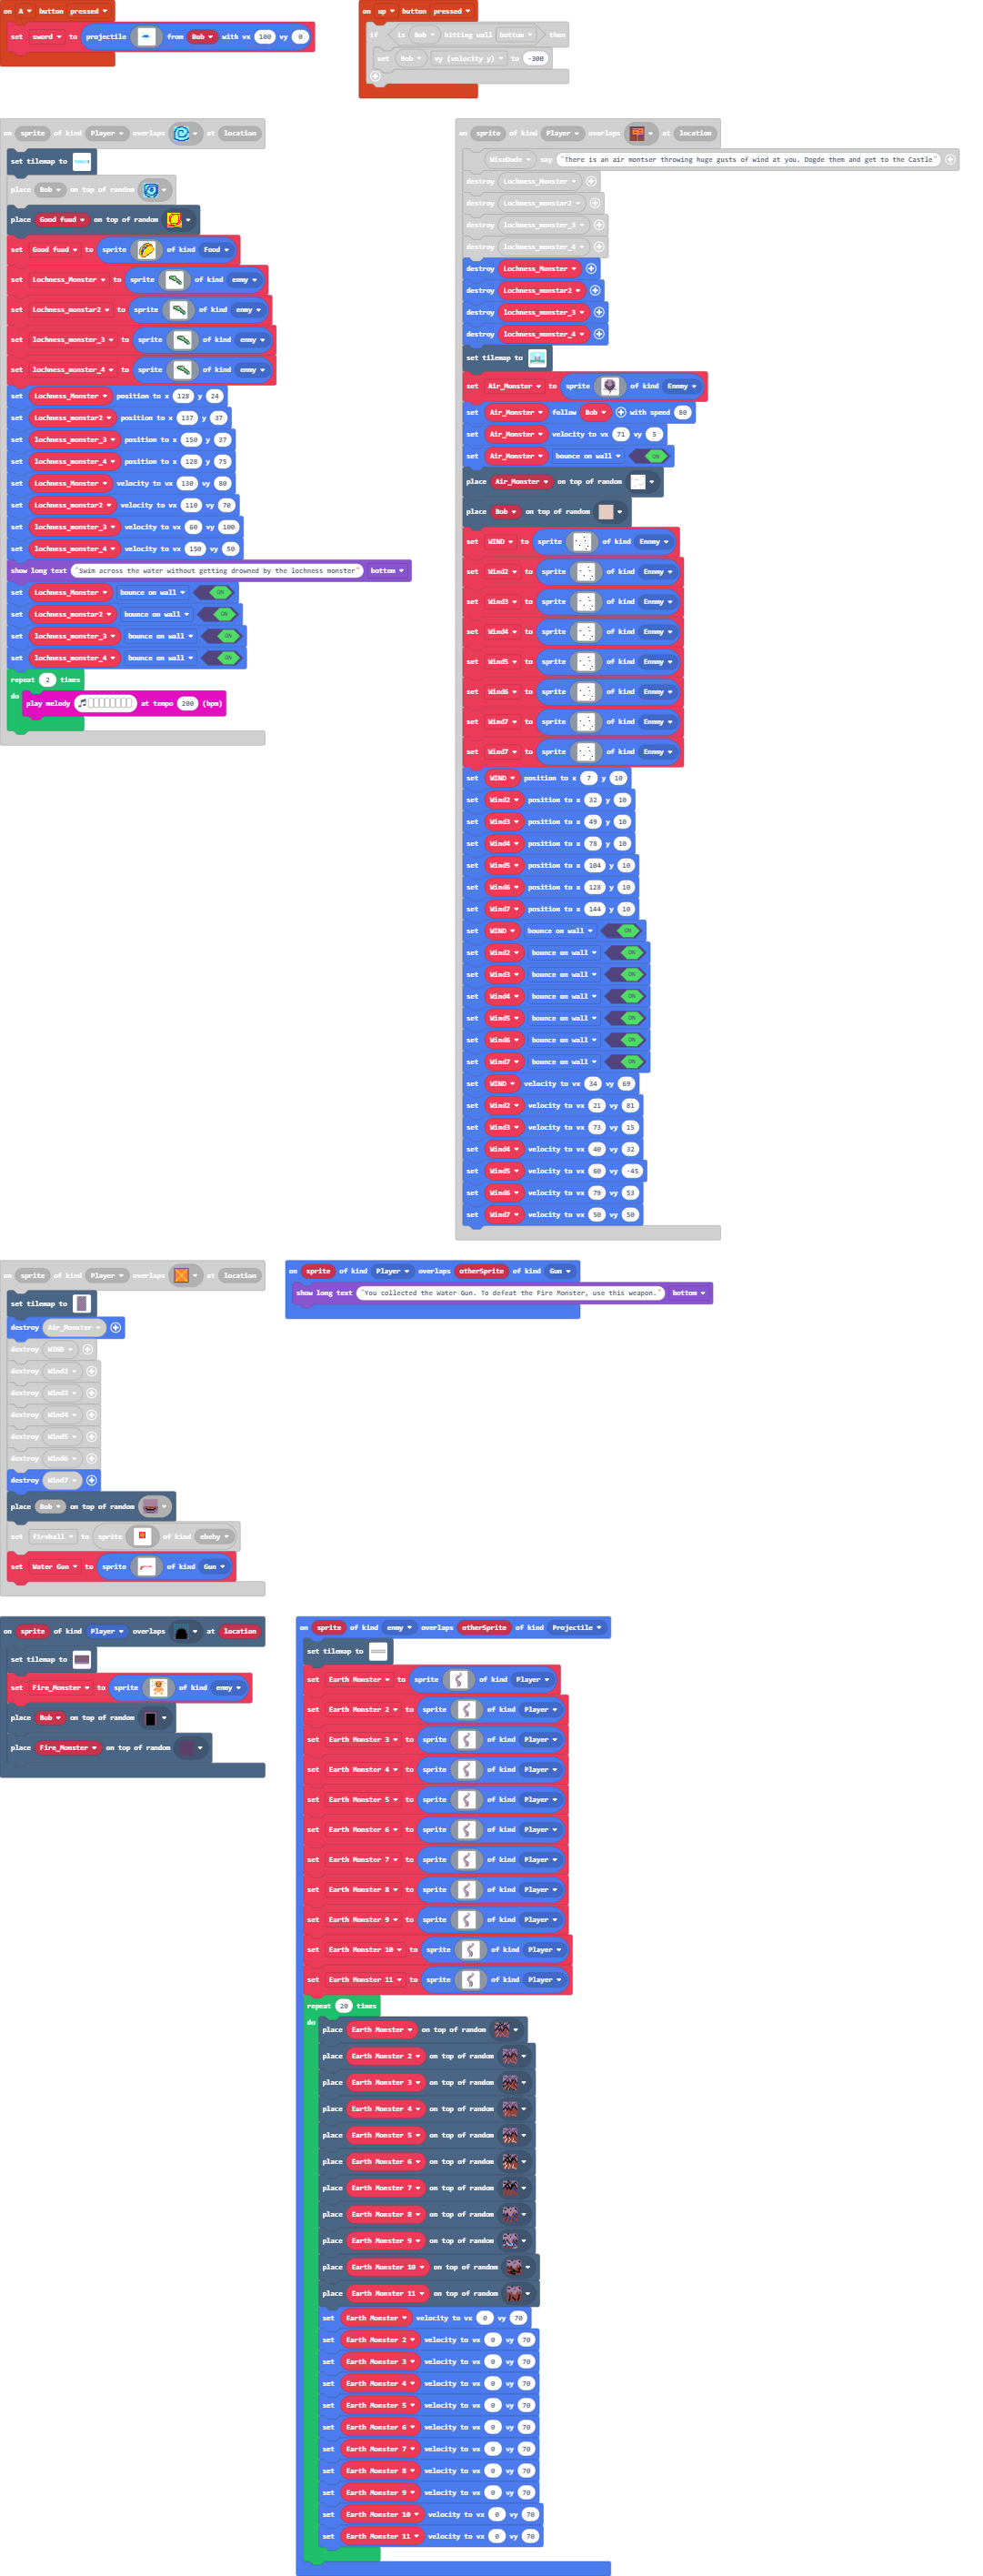 on A button pressed
set sword to projectile from Bob with vx 100 vy 0
on up button pressed
if is Bob hitting wall bottom then
set Bob vy (velocity y) to -300
on sprite of kind Player overlaps at location
set tilemap to
place Bob on top of random
place Good fuud on top of random
set Good fuud to sprite of kind Food
set Lochness_Monster to sprite of kind enmy
set Lochness_monstar2 to sprite of kind enmy
set lochness_monster_3 to sprite of kind enmy
set lochness_monster_4 to sprite of kind enmy
set Lochness_Monster position to x 128 y 24
set Lochness_monstar2 position to x 137 y 37
set lochness_monster_3 position to x 150 y 37
set lochness_monster_4 position to x 128 y 75
set Lochness_Monster velocity to vx 130 vy 80
set Lochness_monstar2 velocity to vx 110 vy 70
set lochness_monster_3 velocity to vx 60 vy 100
set lochness_monster_4 velocity to vx 150 vy 50
show long text "Swim across the water without getting drowned by the lochness monster" bottom
set Lochness_Monster bounce on wall ON
set Lochness_monstar2 bounce on wall ON
set lochness_monster_3 bounce on wall ON
set lochness_monster_4 bounce on wall ON
repeat 2 times
do
play melody at tempo 200 (bpm)
on sprite of kind Player overlaps at location
WiseDude say "There is an air montser throwing huge gusts of wind at you. Dogde them and get to the Castle"
destroy Lochness_Monster
destroy Lochness_monstar2
destroy lochness_monster_3
destroy lochness_monster_4
destroy Lochness_Monster
destroy Lochness_monstar2
destroy lochness_monster_3
destroy lochness_monster_4
set tilemap to
set Air_Monster to sprite of kind Enmmy
set Air_Monster follow Bob with speed 80
set Air_Monster velocity to vx 71 vy 5
set Air_Monster bounce on wall ON
place Air_Monster on top of random
place Bob on top of random
set WIND to sprite of kind Enmmy
set Wind2 to sprite of kind Enmmy
set Wind3 to sprite of kind Enmmy
set Wind4 to sprite of kind Enmmy
set Wind5 to sprite of kind Enmmy
set Wind6 to sprite of kind Enmmy
set Wind7 to sprite of kind Enmmy
set Wind7 to sprite of kind Enmmy
set WIND position to x 7 y 10
set Wind2 position to x 32 y 10
set Wind3 position to x 49 y 10
set Wind4 position to x 78 y 10
set Wind5 position to x 104 y 10
set Wind6 position to x 128 y 10
set Wind7 position to x 144 y 10
set WIND bounce on wall ON
set Wind2 bounce on wall ON
set Wind3 bounce on wall ON
set Wind4 bounce on wall ON
set Wind5 bounce on wall ON
set Wind6 bounce on wall ON
set Wind7 bounce on wall ON
set WIND velocity to vx 34 vy 69
set Wind2 velocity to vx 21 vy 81
set Wind3 velocity to vx 73 vy 15
set Wind4 velocity to vx 40 vy 32
set Wind5 velocity to vx 60 vy -45
set Wind6 velocity to vx 79 vy 53
set Wind7 velocity to vx 50 vy 50
on sprite of kind Player overlaps at location
set tilemap to
destroy Air_Monster
destroy WIND
destroy Wind2
destroy Wind3
destroy Wind4
destroy Wind5
destroy Wind6
destroy Wind7
place Bob on top of random
set fireball to sprite of kind
set Water Gun to sprite of kind Gun
on sprite of kind Player overlaps otherSprite of kind Gun
show long text "You collected the Water Gun. To defeat the Fire Monster, use this weapon." bottom
on sprite of kind Player overlaps at location
set tilemap to
set Fire_Monster to sprite of kind enmy
place Bob on top of random
place Fire_Monster on top of random
on sprite of kind enmy overlaps otherSprite of kind Projectile
set tilemap to
set Earth Monster to sprite of kind Player
set Earth Monster 2 to sprite of kind Player
set Earth Monster 3 to sprite of kind Player
set Earth Monster 4 to sprite of kind Player
set Earth Monster 5 to sprite of kind Player
set Earth Monster 6 to sprite of kind Player
set Earth Monster 7 to sprite of kind Player
set Earth Monster 8 to sprite of kind Player
set Earth Monster 9 to sprite of kind Player
set Earth Monster 10 to sprite of kind Player
set Earth Monster 11 to sprite of kind Player
repeat 20 times
do
place Earth Monster on top of random
place Earth Monster 2 on top of random
place Earth Monster 3 on top of random
place Earth Monster 4 on top of random
place Earth Monster 5 on top of random
place Earth Monster 6 on top of random
place Earth Monster 7 on top of random
place Earth Monster 8 on top of random
place Earth Monster 9 on top of random
place Earth Monster 10 on top of random
place Earth Monster 11 on top of random
set Earth Monster velocity to vx 0 vy 70
set Earth Monster 2 velocity to vx 0 vy 70
set Earth Monster 3 velocity to vx 0 vy 70
set Earth Monster 4 velocity to vx 0 vy 70
set Earth Monster 5 velocity to vx 0 vy 70
set Earth Monster 6 velocity to vx 0 vy 70
set Earth Monster 7 velocity to vx 0 vy 70
set Earth Monster 8 velocity to vx 0 vy 70
set Earth Monster 9 velocity to vx 0 vy 70
set Earth Monster 10 velocity to vx 0 vy 70
set Earth Monster 11 velocity to vx 0 vy 70